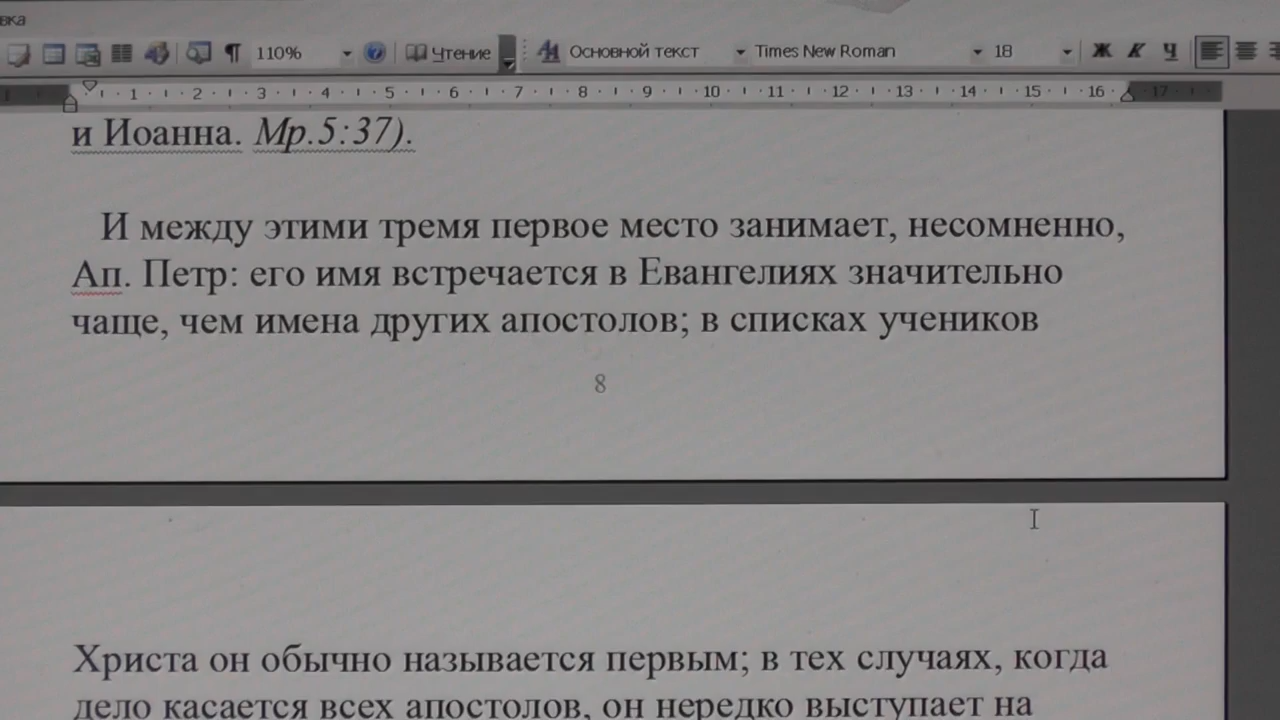 вка
110%
Чтение
Основной текст
Times New Roman
18
Ж К Ч
1 1 2 3 4 5 6 7 8 9 10 11 12 13 14 15 16 17
и Иоанна. Мр.5:37).
И между этими тремя первое место занимает, несомненно,
Ап. Петр: его имя встречается в Евангелиях значительно
чаще, чем имена других апостолов; в списках учеников
8
Христа он обычно называется первым; в тех случаях, когда
дело касается всех апостолов, он нередко выступает на